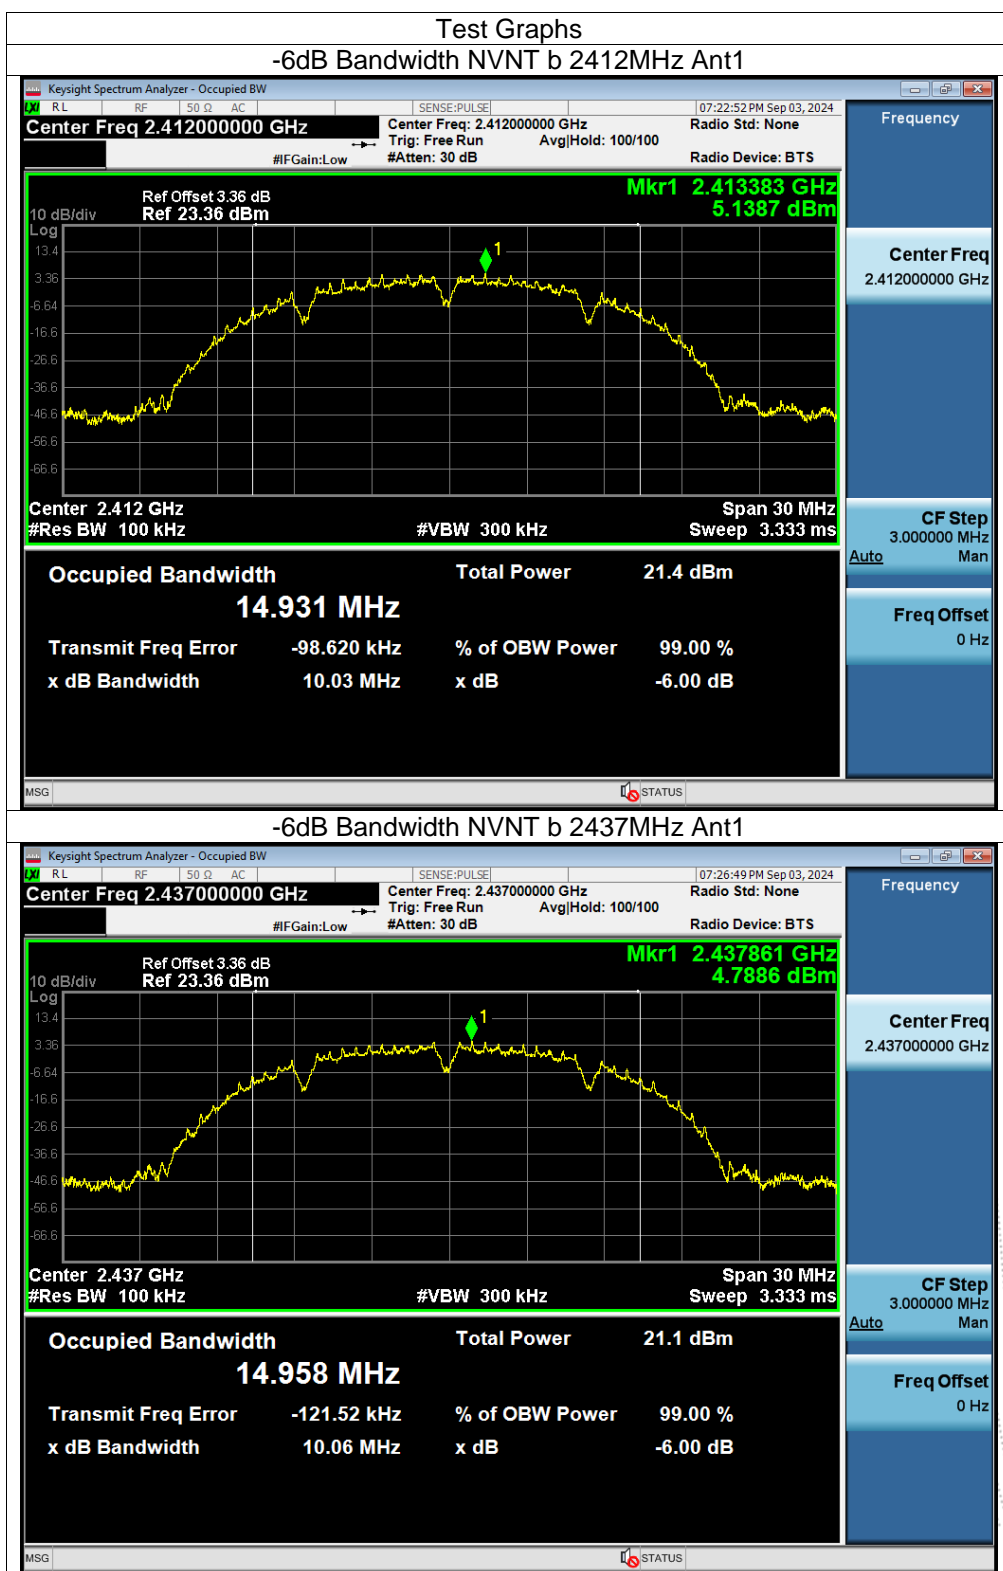 Test Graphs
-6dB Bandwidth NVNT b 2412MHz Ant1
Keysight Spectrum Analyzer - Occupied BW
LXI RL RF 50 Ω AC SENSE:PULSE 07:22:52 PM Sep 03, 2024
Center Freq 2.412000000 GHz Center Freq: 2.412000000 GHz Radio Std: None
Trig: Free Run Avg|Hold: 100/100
#IFGain:Low #Atten: 30 dB Radio Device: BTS
Frequency
Mkr1 2.413383 GHz
5.1387 dBm
Ref Offset 3.36 dB
10 dB/div Ref 23.36 dBm
Log
1
13.4
3.36
-6.64
-16.6
-26.6
-36.6
-46.6
-56.6
-66.6
Center Freq
2.412000000 GHz
Center 2.412 GHz Span 30 MHz
#Res BW 100 kHz #VBW 300 kHz Sweep 3.333 ms
CF Step
3.000000 MHz
Auto Man
Occupied Bandwidth Total Power 21.4 dBm
14.931 MHz
Transmit Freq Error -98.620 kHz % of OBW Power 99.00 %
x dB Bandwidth 10.03 MHz x dB -6.00 dB
Freq Offset
0 Hz
MSG STATUS
-6dB Bandwidth NVNT b 2437MHz Ant1
Keysight Spectrum Analyzer - Occupied BW
LXI RL RF 50 Ω AC SENSE:PULSE 07:26:49 PM Sep 03, 2024
Center Freq 2.437000000 GHz Center Freq: 2.437000000 GHz Radio Std: None
Trig: Free Run Avg|Hold: 100/100
#IFGain:Low #Atten: 30 dB Radio Device: BTS
Frequency
Mkr1 2.437861 GHz
4.7886 dBm
Ref Offset 3.36 dB
10 dB/div Ref 23.36 dBm
Log
1
13.4
3.36
-6.64
-16.6
-26.6
-36.6
-46.6
-56.6
-66.6
Center Freq
2.437000000 GHz
Center 2.437 GHz Span 30 MHz
#Res BW 100 kHz #VBW 300 kHz Sweep 3.333 ms
CF Step
3.000000 MHz
Auto Man
Occupied Bandwidth Total Power 21.1 dBm
14.958 MHz
Transmit Freq Error -121.52 kHz % of OBW Power 99.00 %
x dB Bandwidth 10.06 MHz x dB -6.00 dB
Freq Offset
0 Hz
MSG STATUS